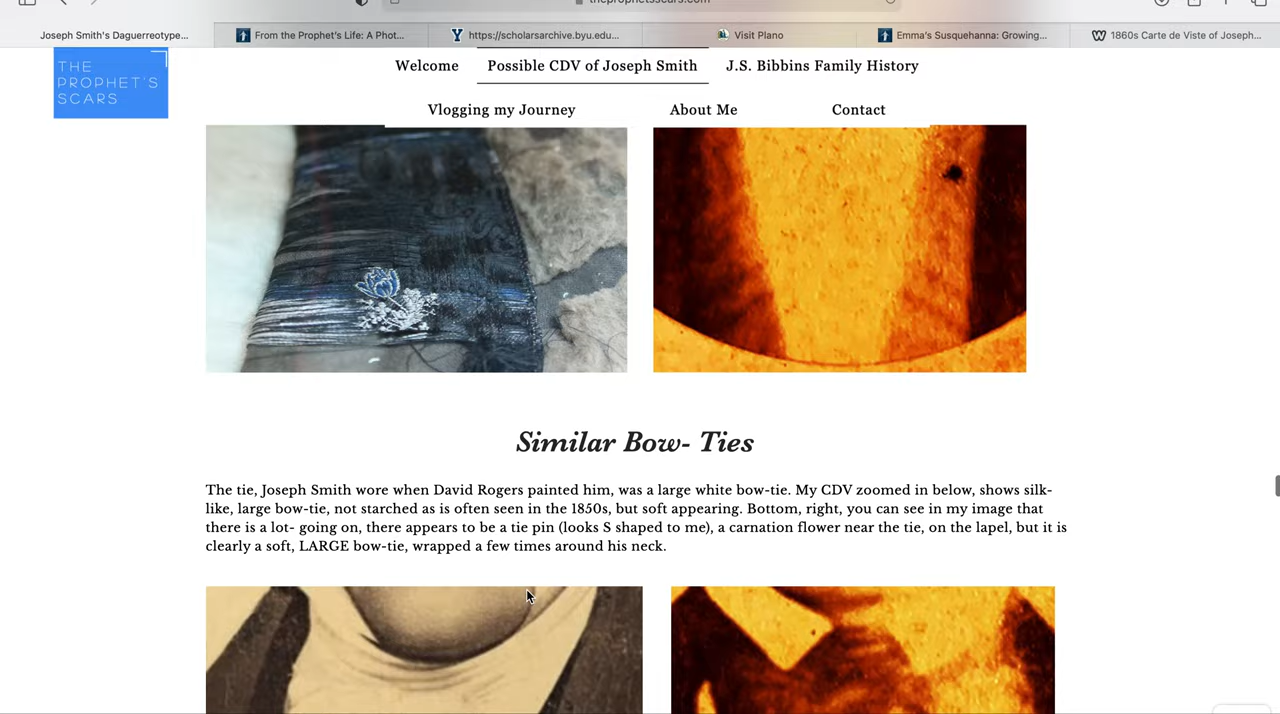 theprophetsscars.com
Joseph Smith's Daguerreotype...
From the Prophet's Life: A Phot...
https://scholarsarchive.byu.edu...
Visit Plano
Emma's Susquehanna: Growing...
1860s Carte de Viste of Joseph...
THE
PROPHET'S
SCARS
Welcome
Possible CDV of Joseph Smith
J.S. Bibbins Family History
Vlogging my Journey
About Me
Contact
Similar Bow- Ties
The tie, Joseph Smith wore when David Rogers painted him, was a large white bow-tie. My CDV zoomed in below, shows silk-
like, large bow-tie, not starched as is often seen in the 1850s, but soft appearing. Bottom, right, you can see in my image that
there is a lot- going on, there appears to be a tie pin (looks S shaped to me), a carnation flower near the tie, on the lapel, but it is
clearly a soft, LARGE bow-tie, wrapped a few times around his neck.